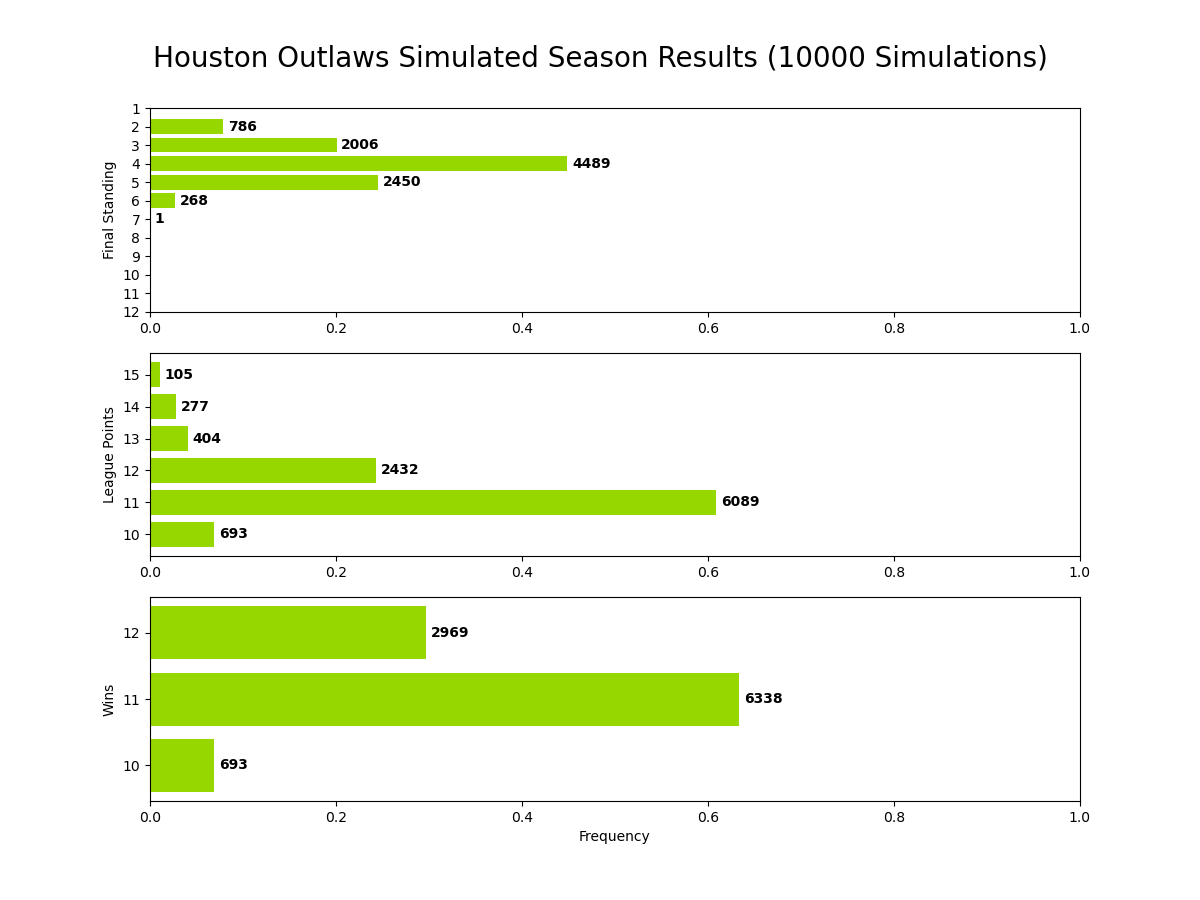 Houston Outlaws Simulated Season Results (10000 Simulations)
Final Standing
1
2 786
3 2006
4 4489
5 2450
6 268
7 1
8
9
10
11
12
0.0 0.2 0.4 0.6 0.8 1.0
League Points
15 105
14 277
13 404
12 2432
11 6089
10 693
0.0 0.2 0.4 0.6 0.8 1.0
Wins
12 2969
11 6338
10 693
0.0 0.2 0.4 0.6 0.8 1.0
Frequency